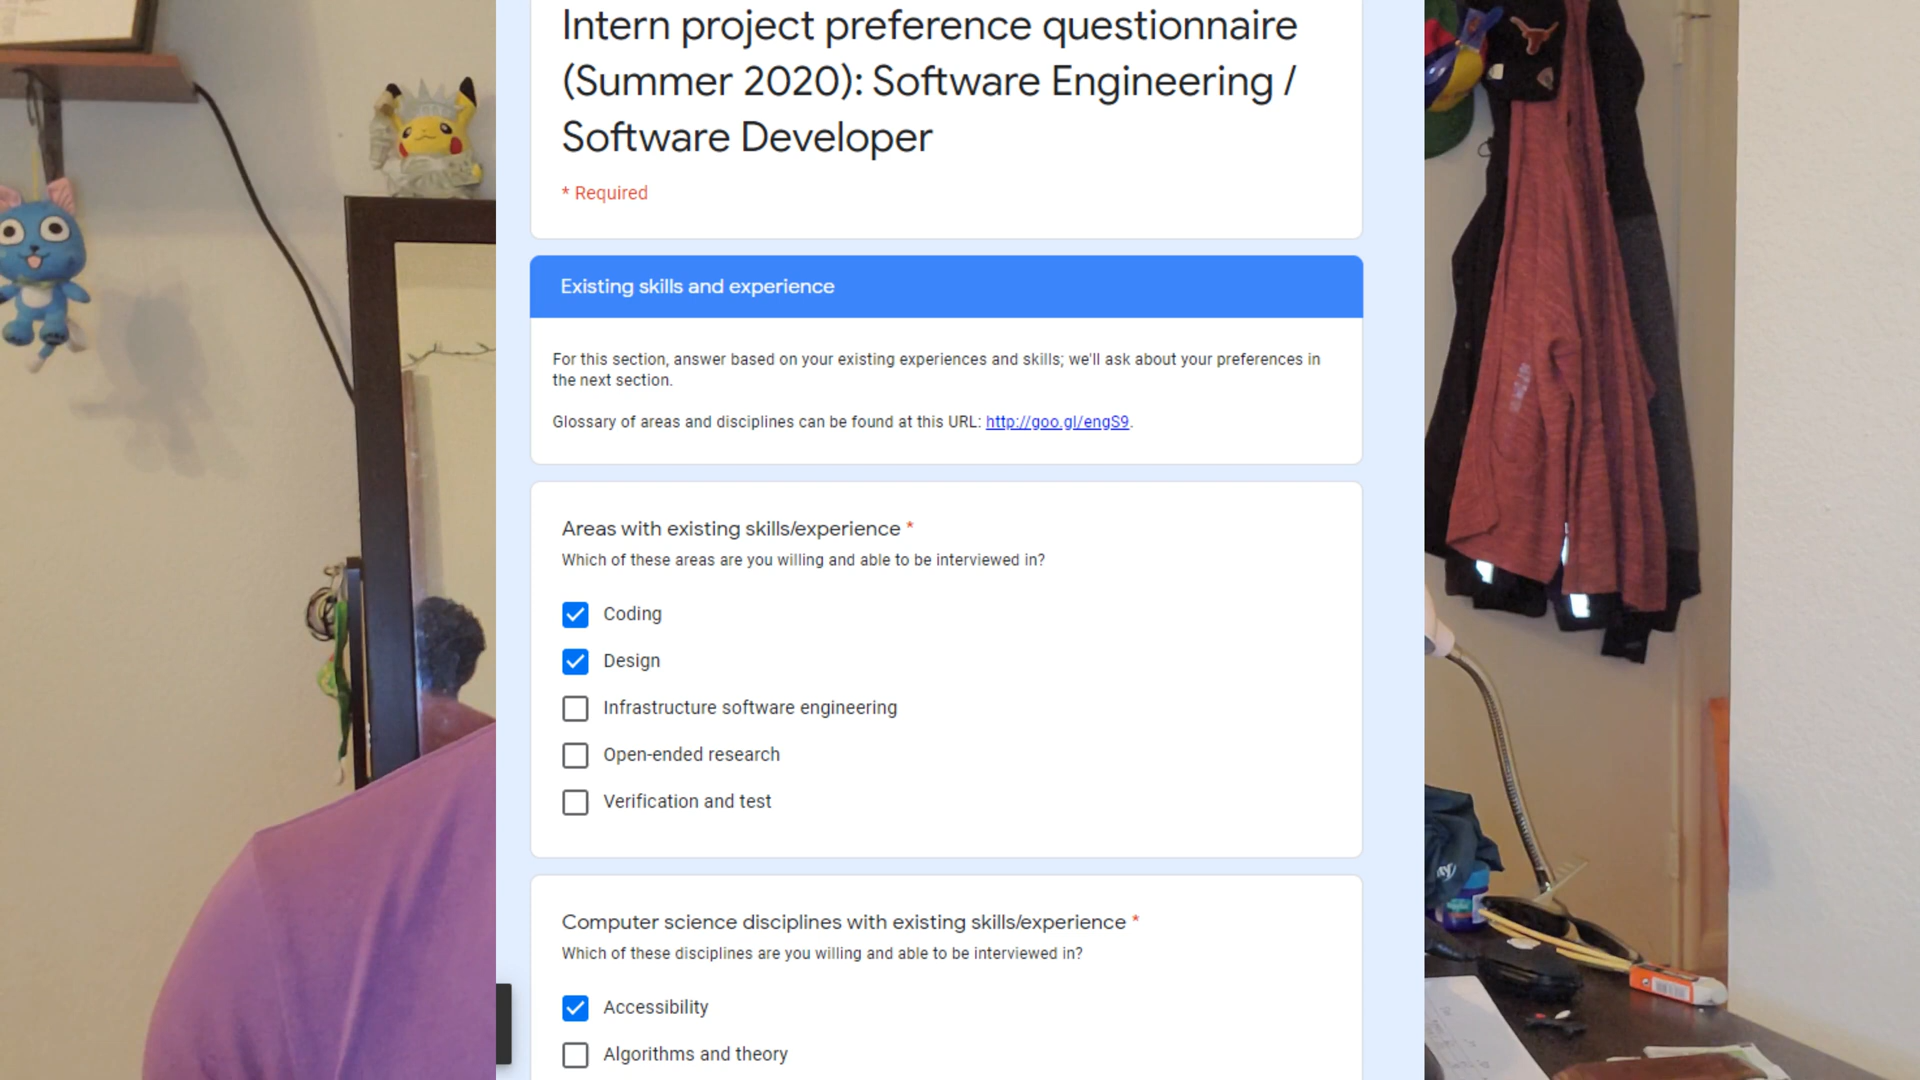 Intern project preference questionnaire
(Summer 2020): Software Engineering /
Software Developer
* Required
Existing skills and experience
For this section, answer based on your existing experiences and skills; we'll ask about your preferences in
the next section.
Glossary of areas and disciplines can be found at this URL: http://goo.gl/engS9.
Areas with existing skills/experience *
Which of these areas are you willing and able to be interviewed in?
Coding
Design
Infrastructure software engineering
Open-ended research
Verification and test
Computer science disciplines with existing skills/experience *
Which of these disciplines are you willing and able to be interviewed in?
Accessibility
Algorithms and theory